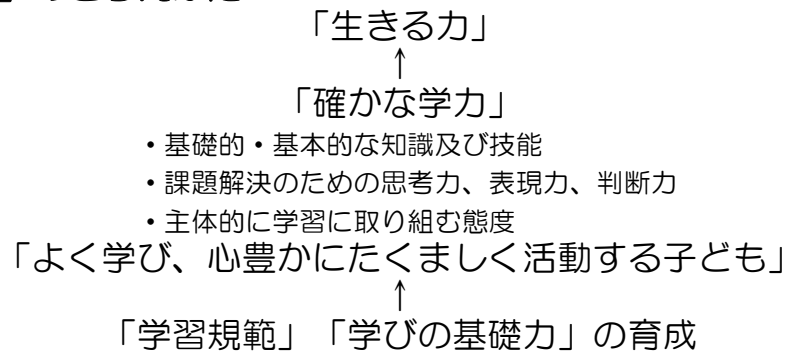 「生きる力」
↑
「確かな学力」
・基礎的・基本的な知識及び技能
・課題解決のための思考力、表現力、判断力
・主体的に学習に取り組む態度
「よく学び、心豊かにたくましく活動する子ども」
↑
「学習規範」「学びの基礎力」の育成